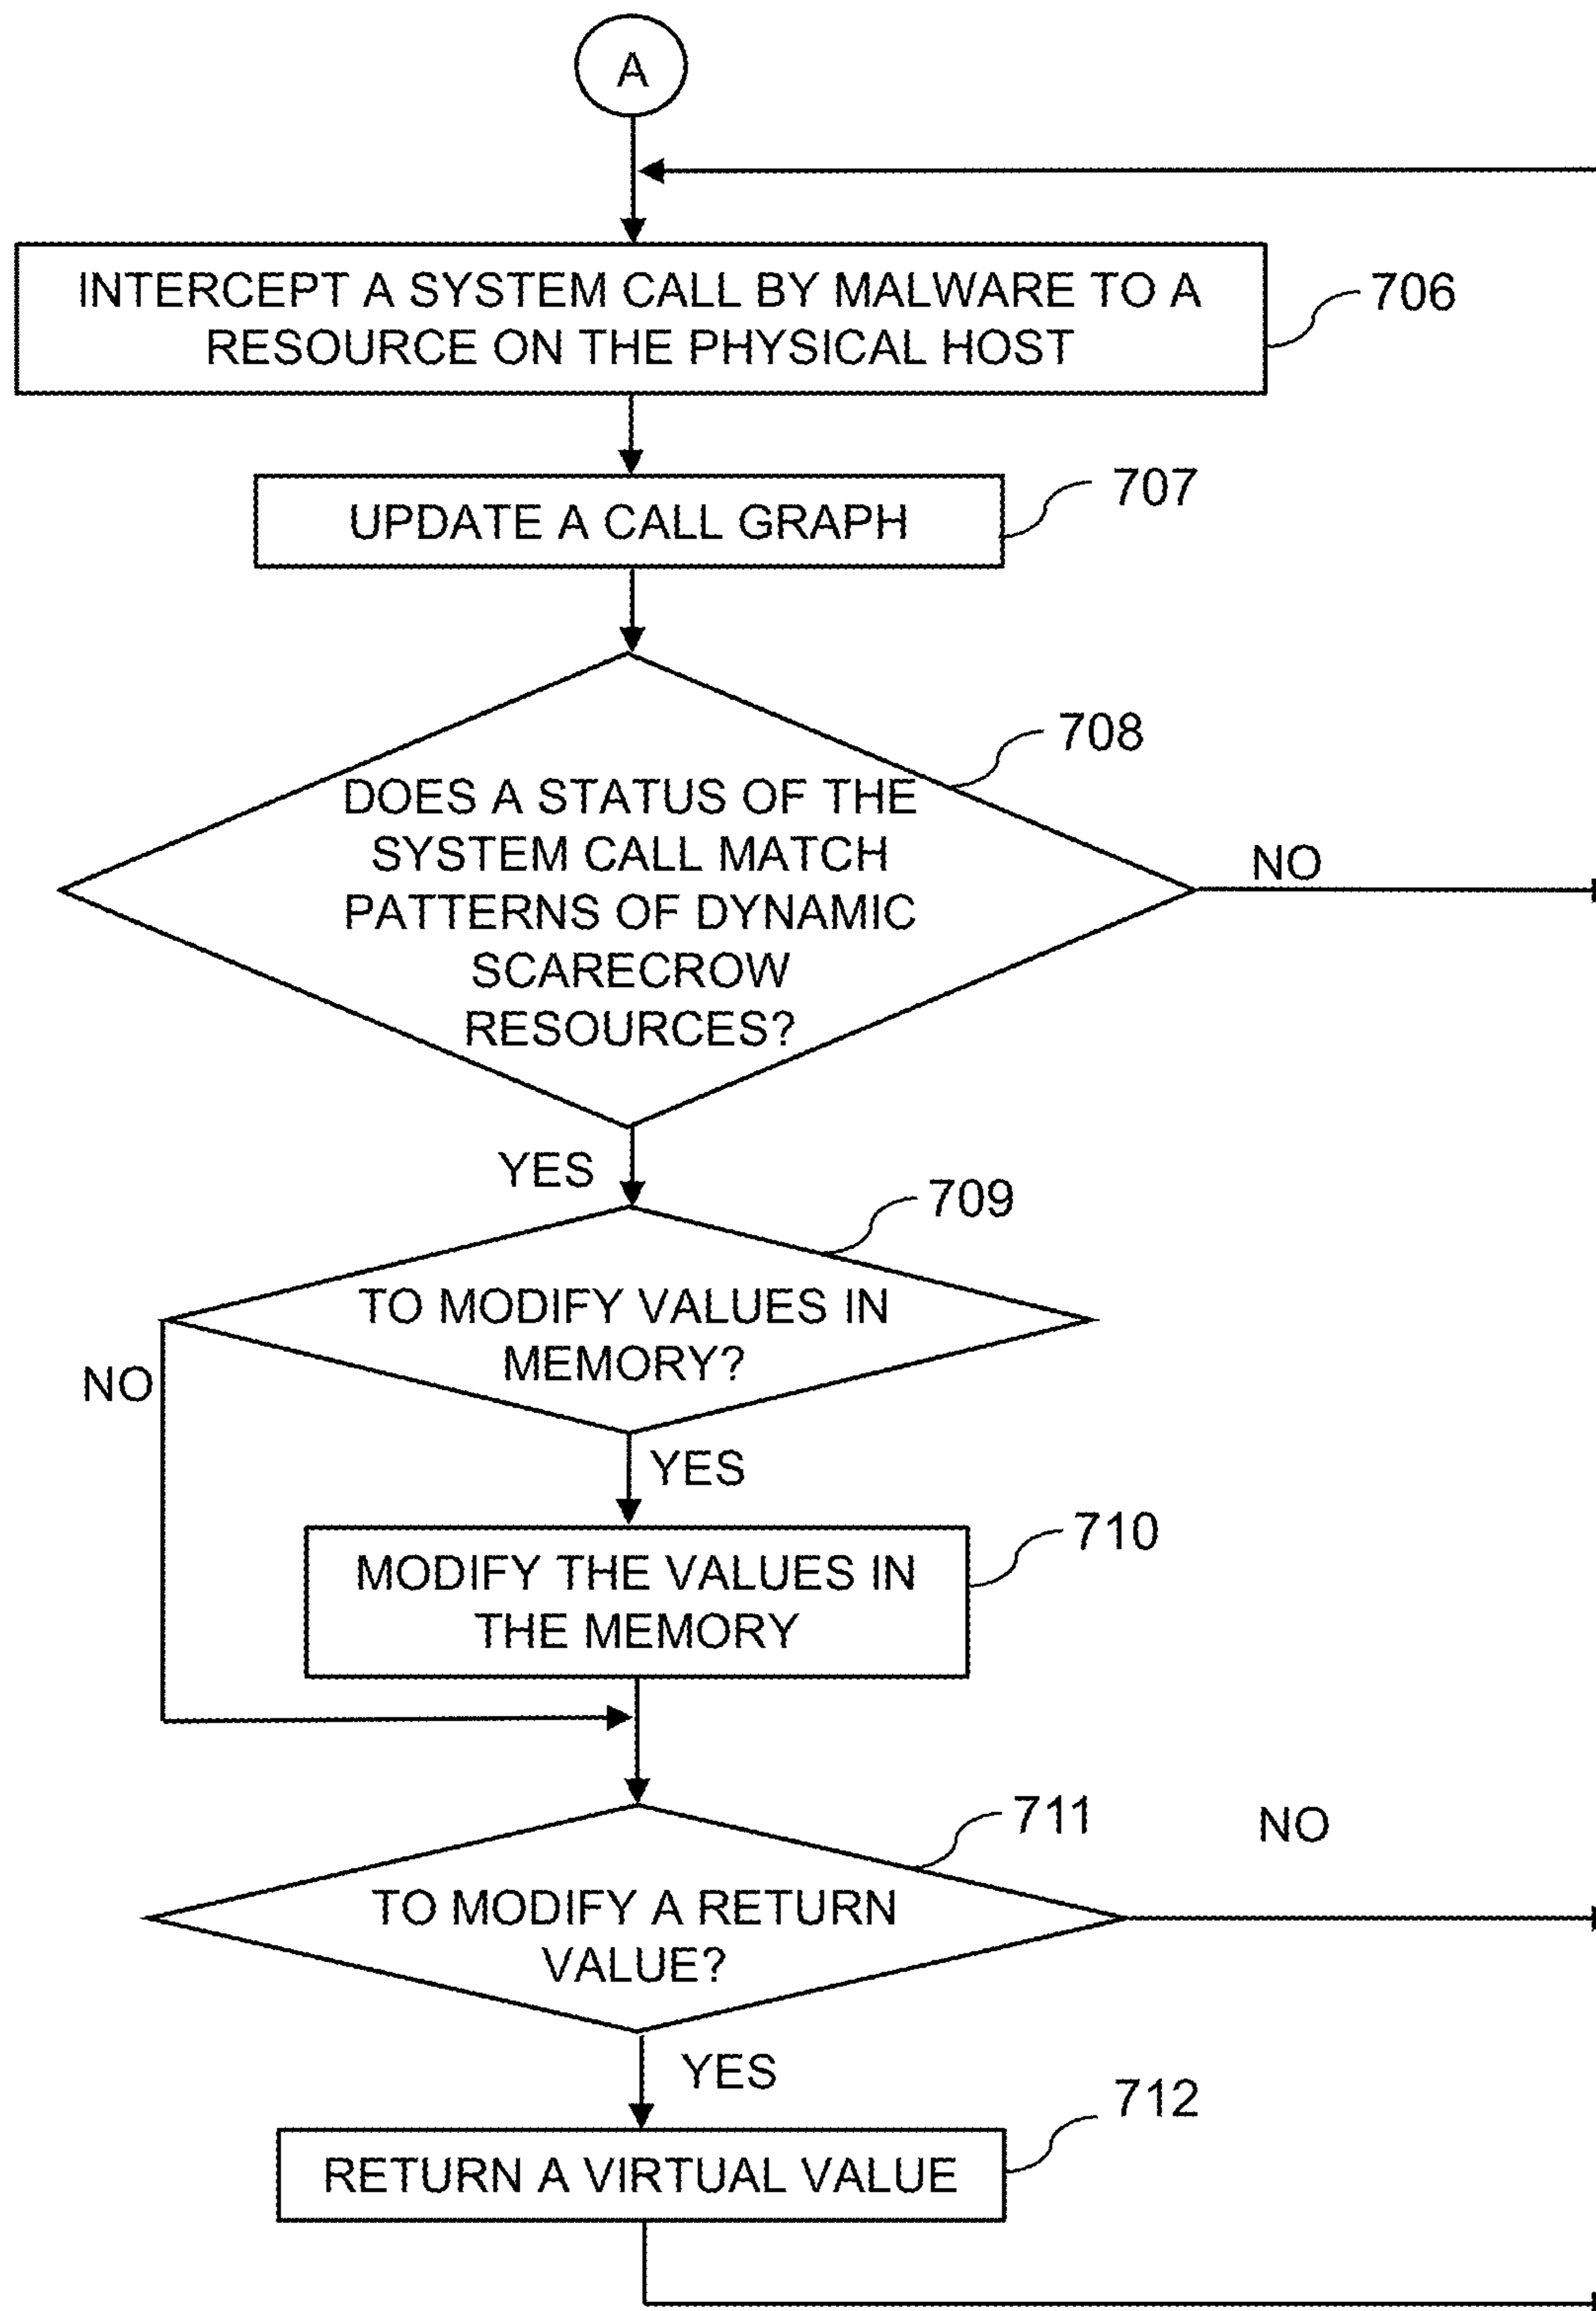 A
INTERCEPT A SYSTEM CALL BY MALWARE TO A
RESOURCE ON THE PHYSICAL HOST
706
UPDATE A CALL GRAPH
707
DOES A STATUS OF THE
SYSTEM CALL MATCH
PATTERNS OF DYNAMIC
SCARECROW
RESOURCES?
708
NO
YES
709
TO MODIFY VALUES IN
MEMORY?
NO
YES
710
MODIFY THE VALUES IN
THE MEMORY
711
NO
TO MODIFY A RETURN
VALUE?
YES
712
RETURN A VIRTUAL VALUE